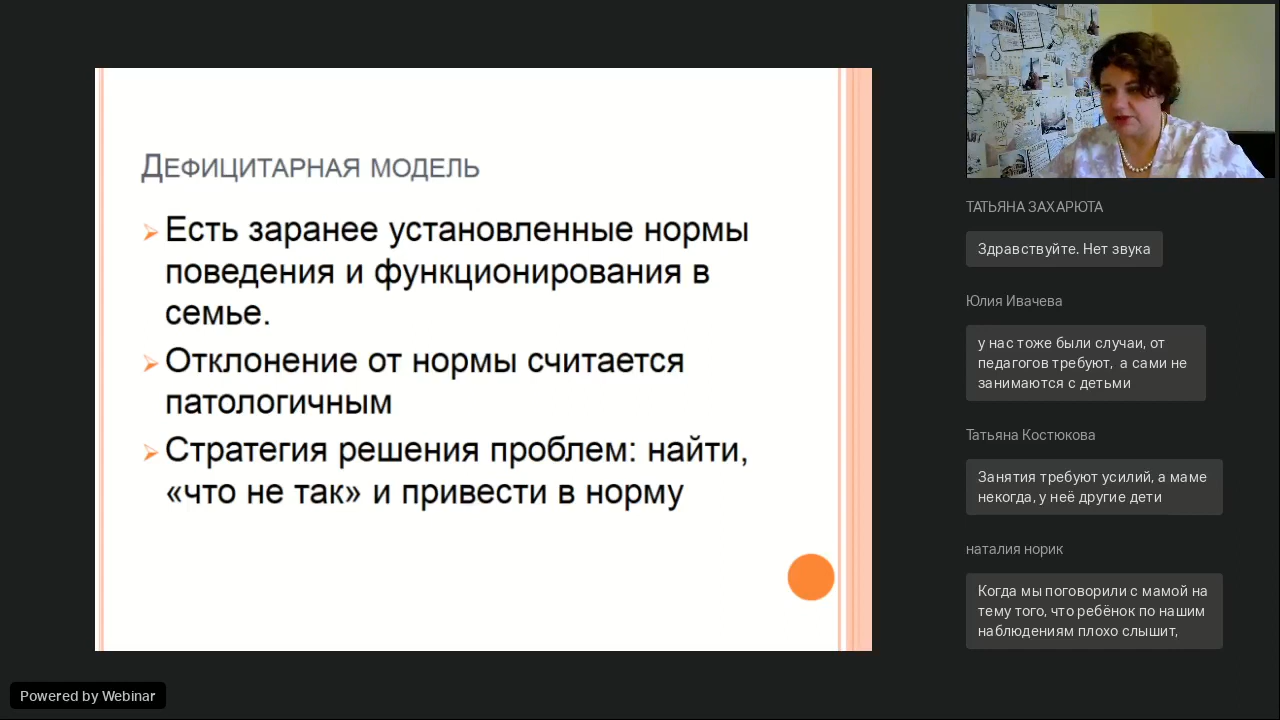 ДЕФИЦИТАРНАЯ МОДЕЛЬ
Есть заранее установленные нормы
поведения и функционирования в
семье.
Отклонение от нормы считается
патологичным
Стратегия решения проблем: найти,
«что не так» и привести в норму
ТАТЬЯНА ЗАХАРЮТА
Здравствуйте. Нет звука
Юлия Ивачева
у нас тоже были случаи, от
педагогов требуют, а сами не
занимаются с детьми
Татьяна Костюкова
Занятия требуют усилий, а маме
некогда, у неё другие дети
наталия норик
Когда мы поговорили с мамой на
тему того, что ребёнок по нашим
наблюдениям плохо слышит,
Powered by Webinar